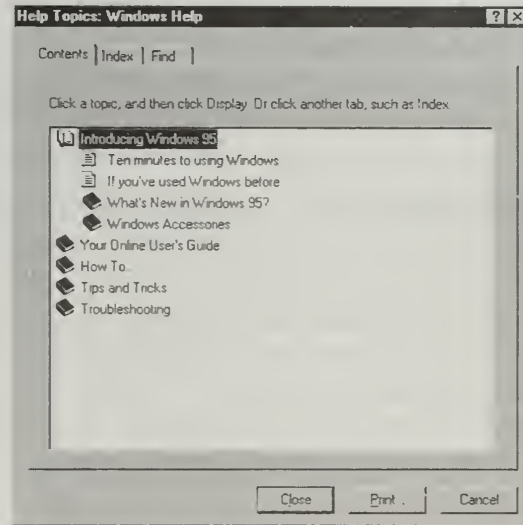 Help Topics: Windows Help
Contents Index Find
Click a topic, and then click Display. Or click another tab, such as Index.
Introducing Windows 95
Ten minutes to using Windows
If you've used Windows before
What's New in Windows 95?
Windows Accessories
Your Online User's Guide
How To...
Tips and Tricks
Troubleshooting
Close Print... Cancel